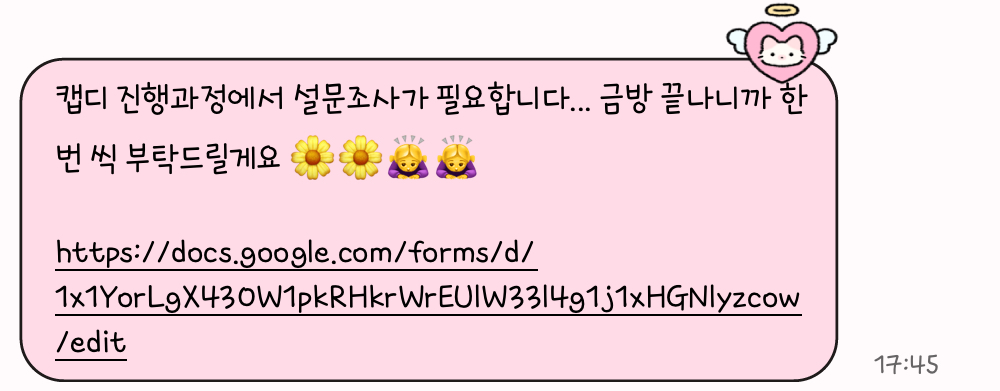 캡디 진행과정에서 설문조사가 필요합니다... 금방 끝나니까 한
번 씩 부탁드릴게요 🌼🌼🙇‍♀️🙇‍♀️
https://docs.google.com/forms/d/
1x1YorLgX430W1pkRHkrWrEUlW33l4g1j1xHGNlyzcow
/edit
17:45